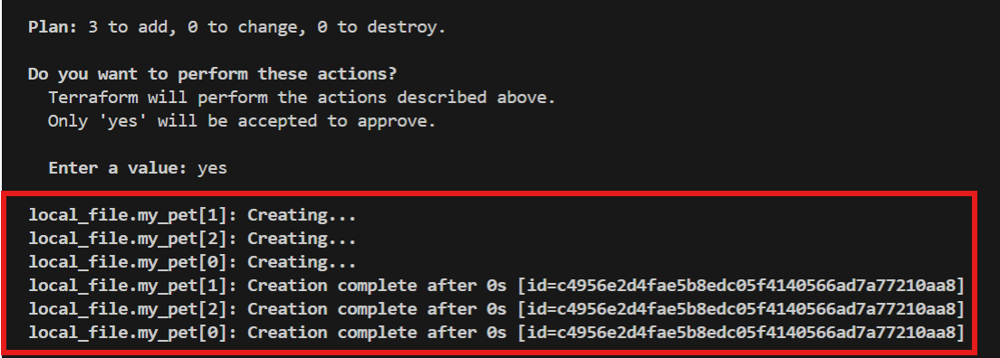 Plan: 3 to add, 0 to change, 0 to destroy.
Do you want to perform these actions?
Terraform will perform the actions described above.
Only 'yes' will be accepted to approve.
Enter a value: yes
local_file.my_pet[1]: Creating...
local_file.my_pet[2]: Creating...
local_file.my_pet[0]: Creating...
local_file.my_pet[1]: Creation complete after 0s [id=c4956e2d4fae5b8edc05f4140566ad7a77210aa8]
local_file.my_pet[2]: Creation complete after 0s [id=c4956e2d4fae5b8edc05f4140566ad7a77210aa8]
local_file.my_pet[0]: Creation complete after 0s [id=c4956e2d4fae5b8edc05f4140566ad7a77210aa8]